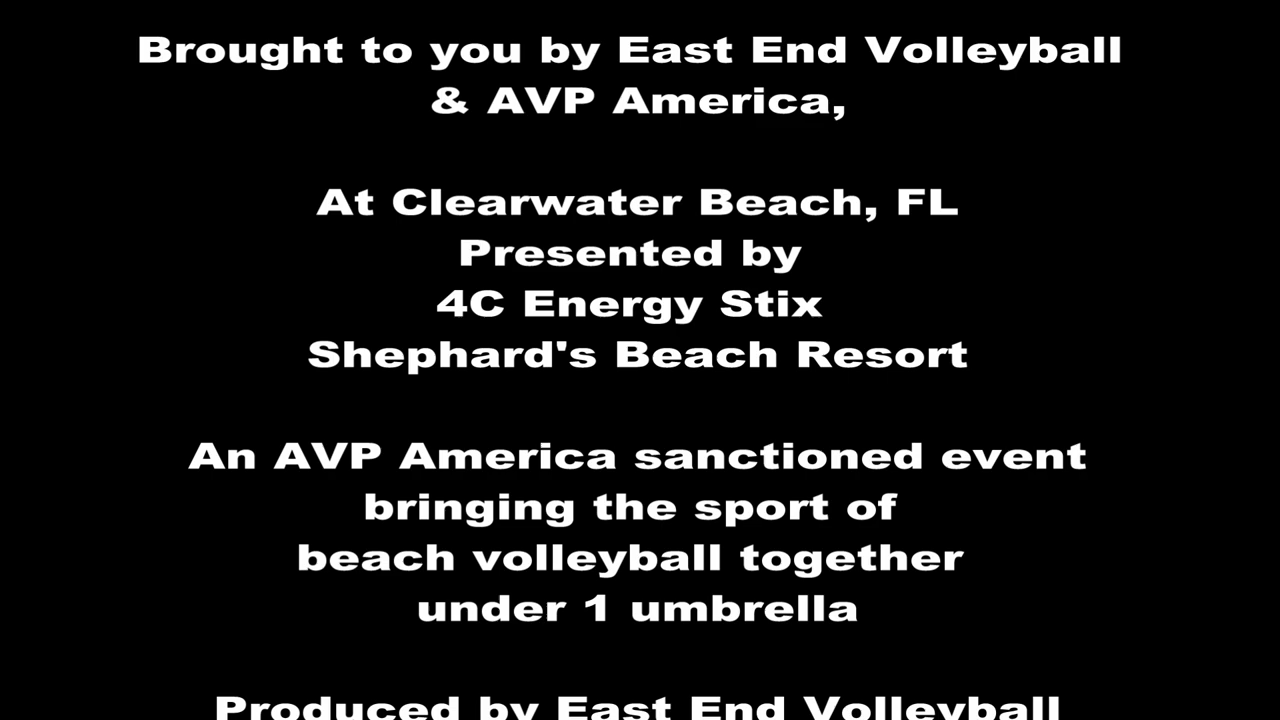 Brought to you by East End Volleyball
& AVP America,
At Clearwater Beach, FL
Presented by
4C Energy Stix
Shephard's Beach Resort
An AVP America sanctioned event
bringing the sport of
beach volleyball together
under 1 umbrella
Produced by East End Volleyball